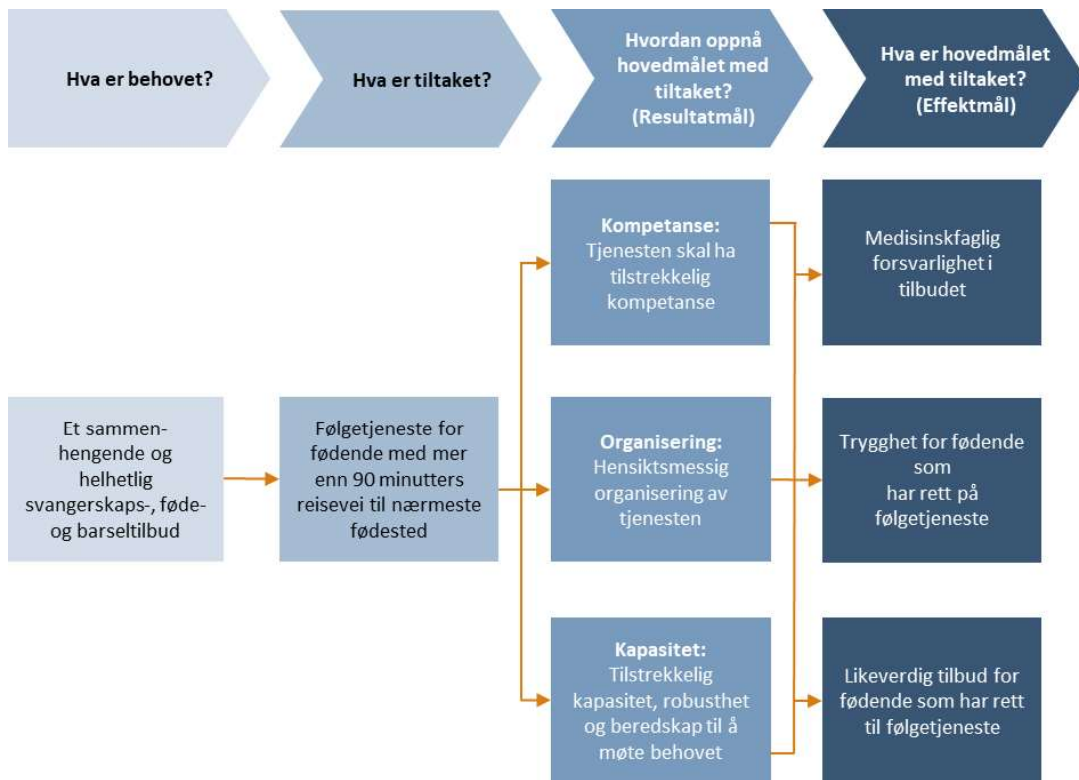 Hva er behovet?
Hva er tiltaket?
Hvordan oppnå
hovedmålet med
tiltaket?
(Resultatmål)
Hva er hovedmålet
med tiltaket?
(Effektmål)
Et sammen-
hengende og
helhetlig
svangerskaps-, føde-
og barseltilbud
Følgetjeneste for
fødende med mer
enn 90 minutters
reisevei til nærmeste
fødested
Kompetanse:
Tjenesten skal ha
tilstrekkelig
kompetanse
Organisering:
Hensiktsmessig
organisering av
tjenesten
Kapasitet:
Tilstrekkelig
kapasitet, robusthet
og beredskap til å
møte behovet
Medisinskfaglig
forsvarlighet i
tilbudet
Trygghet for fødende
som
har rett på
følgetjeneste
Likeverdig tilbud for
fødende som har rett
til følgetjeneste